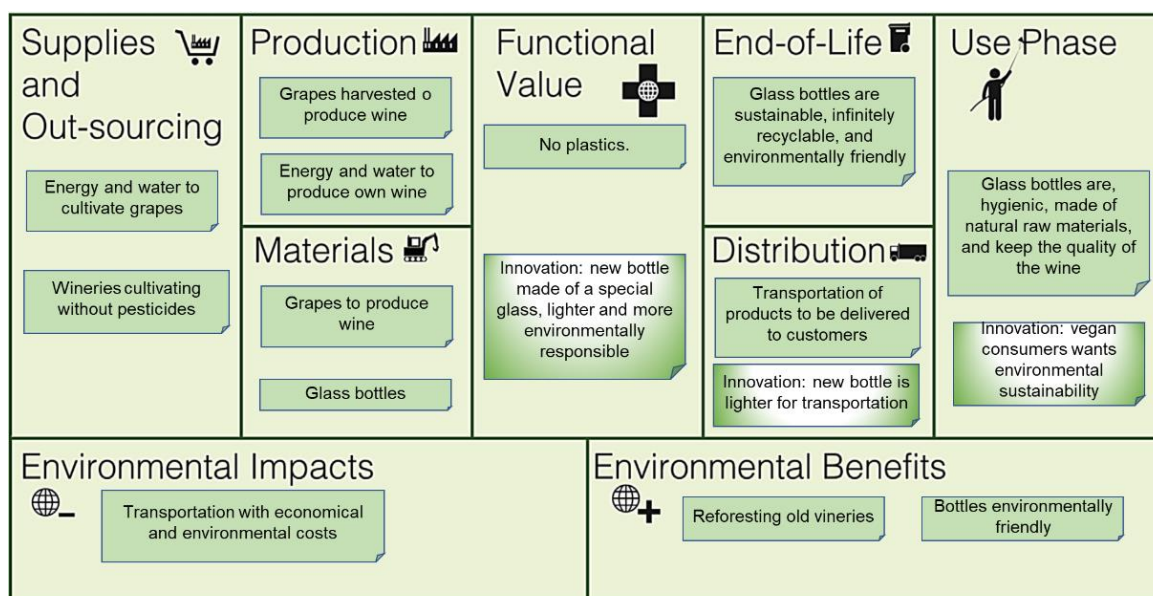 Supplies
and
Out-sourcing
Energy and water to
cultivate grapes
Wineries cultivating
without pesticides
Production
Grapes harvested o
produce wine
Energy and water to
produce own wine
Materials
Grapes to produce
wine
Glass bottles
Functional
Value
No plastics.
Innovation: new bottle
made of a special
glass, lighter and more
environmentally
responsible
End-of-Life
Glass bottles are
sustainable, infinitely
recyclable, and
environmentally friendly
Distribution
Transportation of
products to be delivered
to customers
Innovation: new bottle is
lighter for transportation
Use Phase
Glass bottles are,
hygienic, made of
natural raw materials,
and keep the quality of
the wine
Innovation: vegan
consumers wants
environmental
sustainability
Environmental Impacts
Transportation with economical
and environmental costs
Environmental Benefits
Reforesting old vineries
Bottles environmentally
friendly